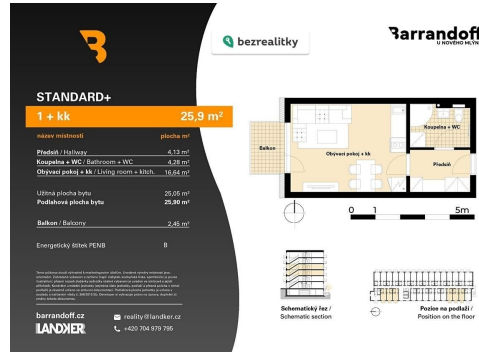 bezrealitky
Barrandoff
U NOVÉHO MLÝNA
STANDARD+
1 + kk 25,9 m²
název místnosti plocha m²
Předsíň / Hallway 4,13 m²
Koupelna + WC / Bathroom + WC 4,28 m²
Obývací pokoj + kk / Living room + kitch. 16,64 m²
Užitná plocha bytu 25,05 m²
Podlahová plocha bytu 25,90 m²
Balkon / Balcony 2,45 m²
Energetický štítek PENB B
barrandoff.cz
LANDKER
reality@landker.cz
+420 704 979 795
Balkon
Obývací pokoj + kk
Koupelna + WC
Předsíň
0 1 5m
Schematický řez /
Schematic section
Pozice na podlaží /
Position on the floor